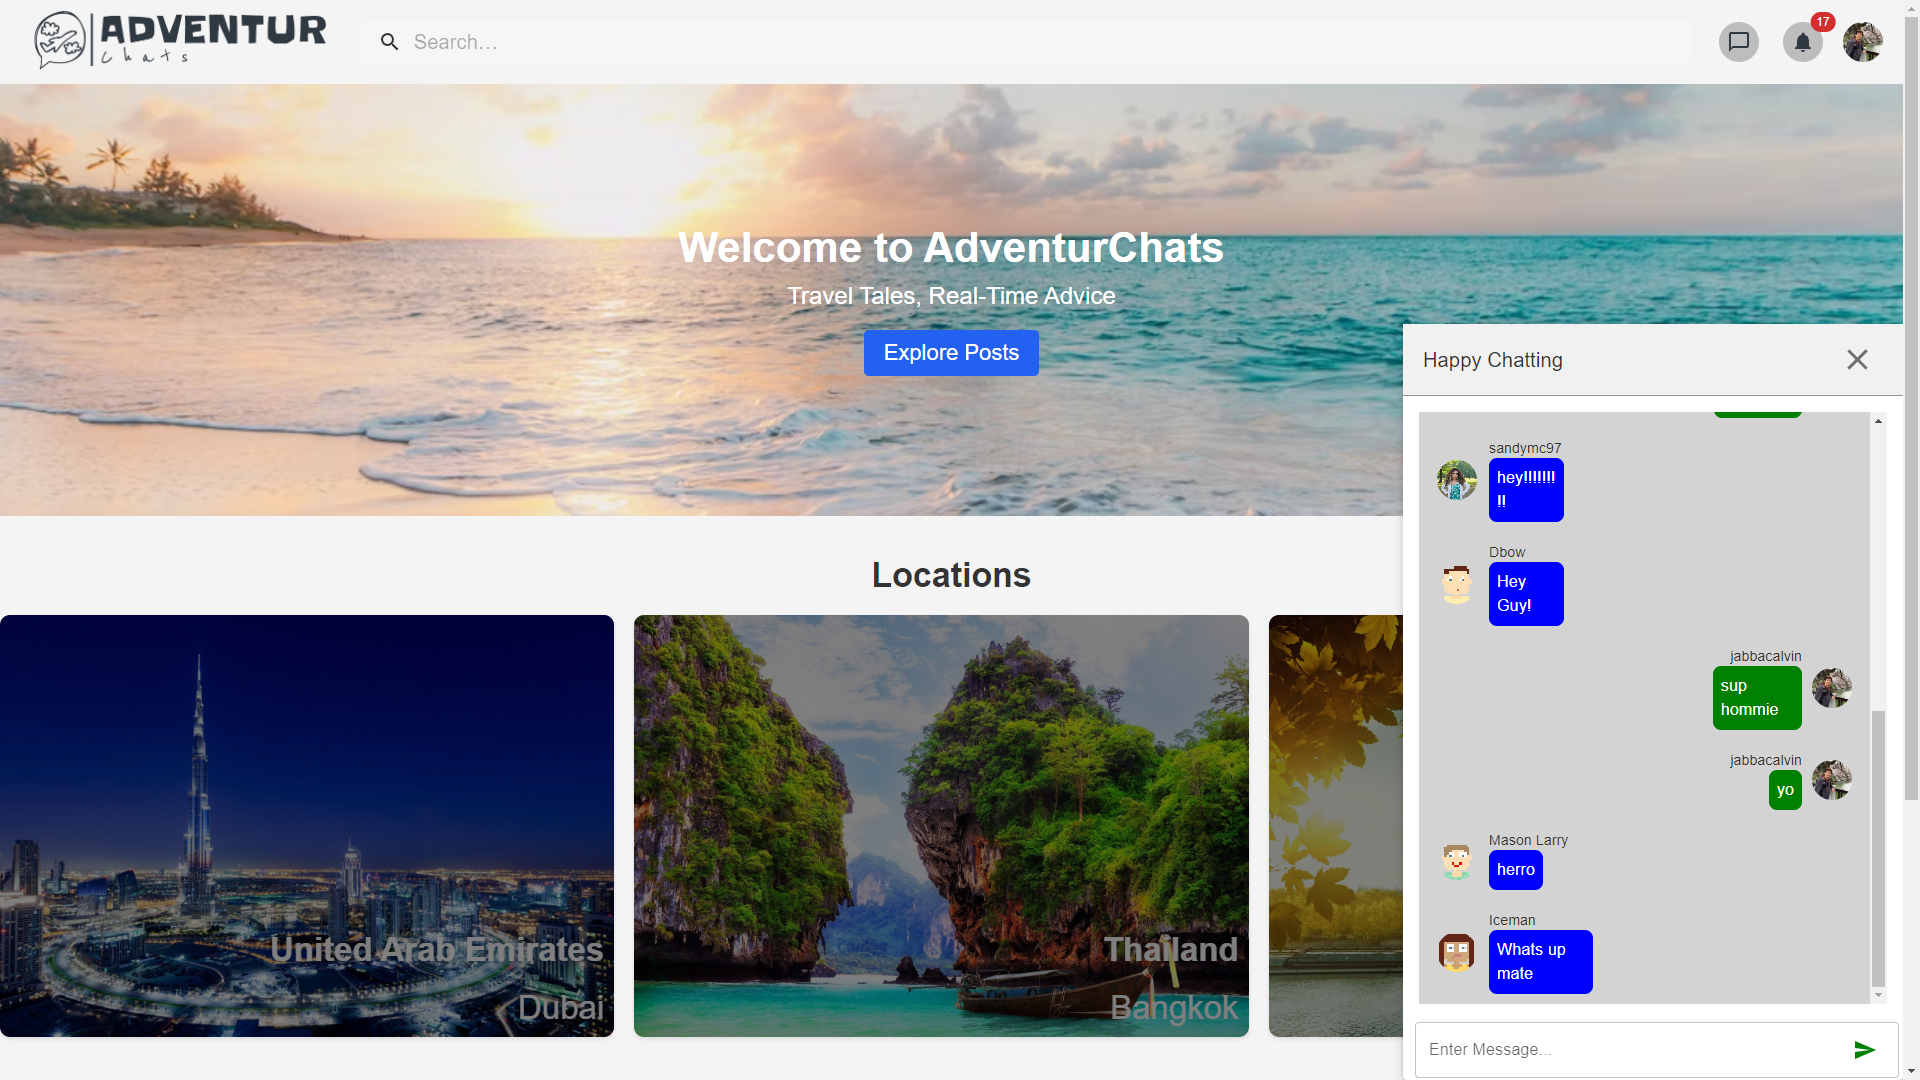 ADVENTUR
Chats
Search...
17
Welcome to AdventurChats
Travel Tales, Real-Time Advice
Explore Posts
Locations
United Arab Emirates
Dubai
Thailand
Bangkok
Happy Chatting
sandymc97
hey!!!!!!!
!!
Dbow
Hey
Guy!
jabbacalvin
sup
hommie
jabbacalvin
yo
Mason Larry
herro
Iceman
Whats up
mate
Enter Message...